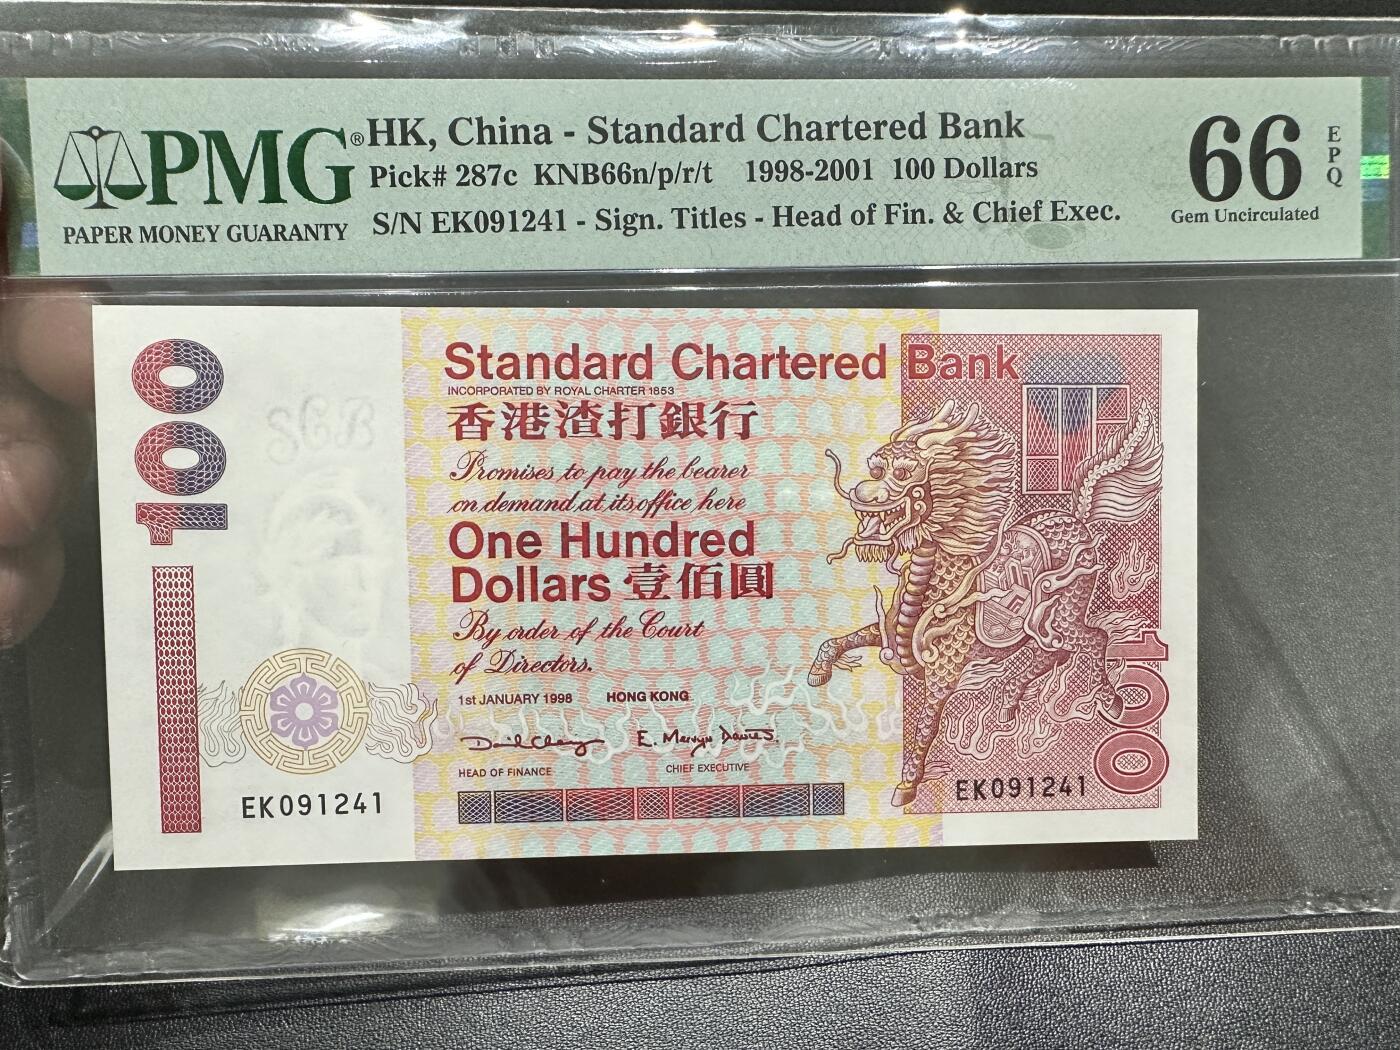 PMG®
PAPER MONEY GUARANTY
HK, China - Standard Chartered Bank
Pick# 287c KNB66n/p/r/t 1998-2001 100 Dollars
S/N EK091241 - Sign. Titles - Head of Fin. & Chief Exec.
66
EPQ
Gem Uncirculated
100
SCB
Standard Chartered Bank
INCORPORATED BY ROYAL CHARTER 1853
香港渣打銀行
Promises to pay the bearer
on demand at its office here
One Hundred
Dollars 壹佰圓
By order of the Court
of Directors.
1st JANUARY 1998 HONG KONG
David Chang E. Mervyn Davies.
HEAD OF FINANCE CHIEF EXECUTIVE
EK091241
EK091241
100